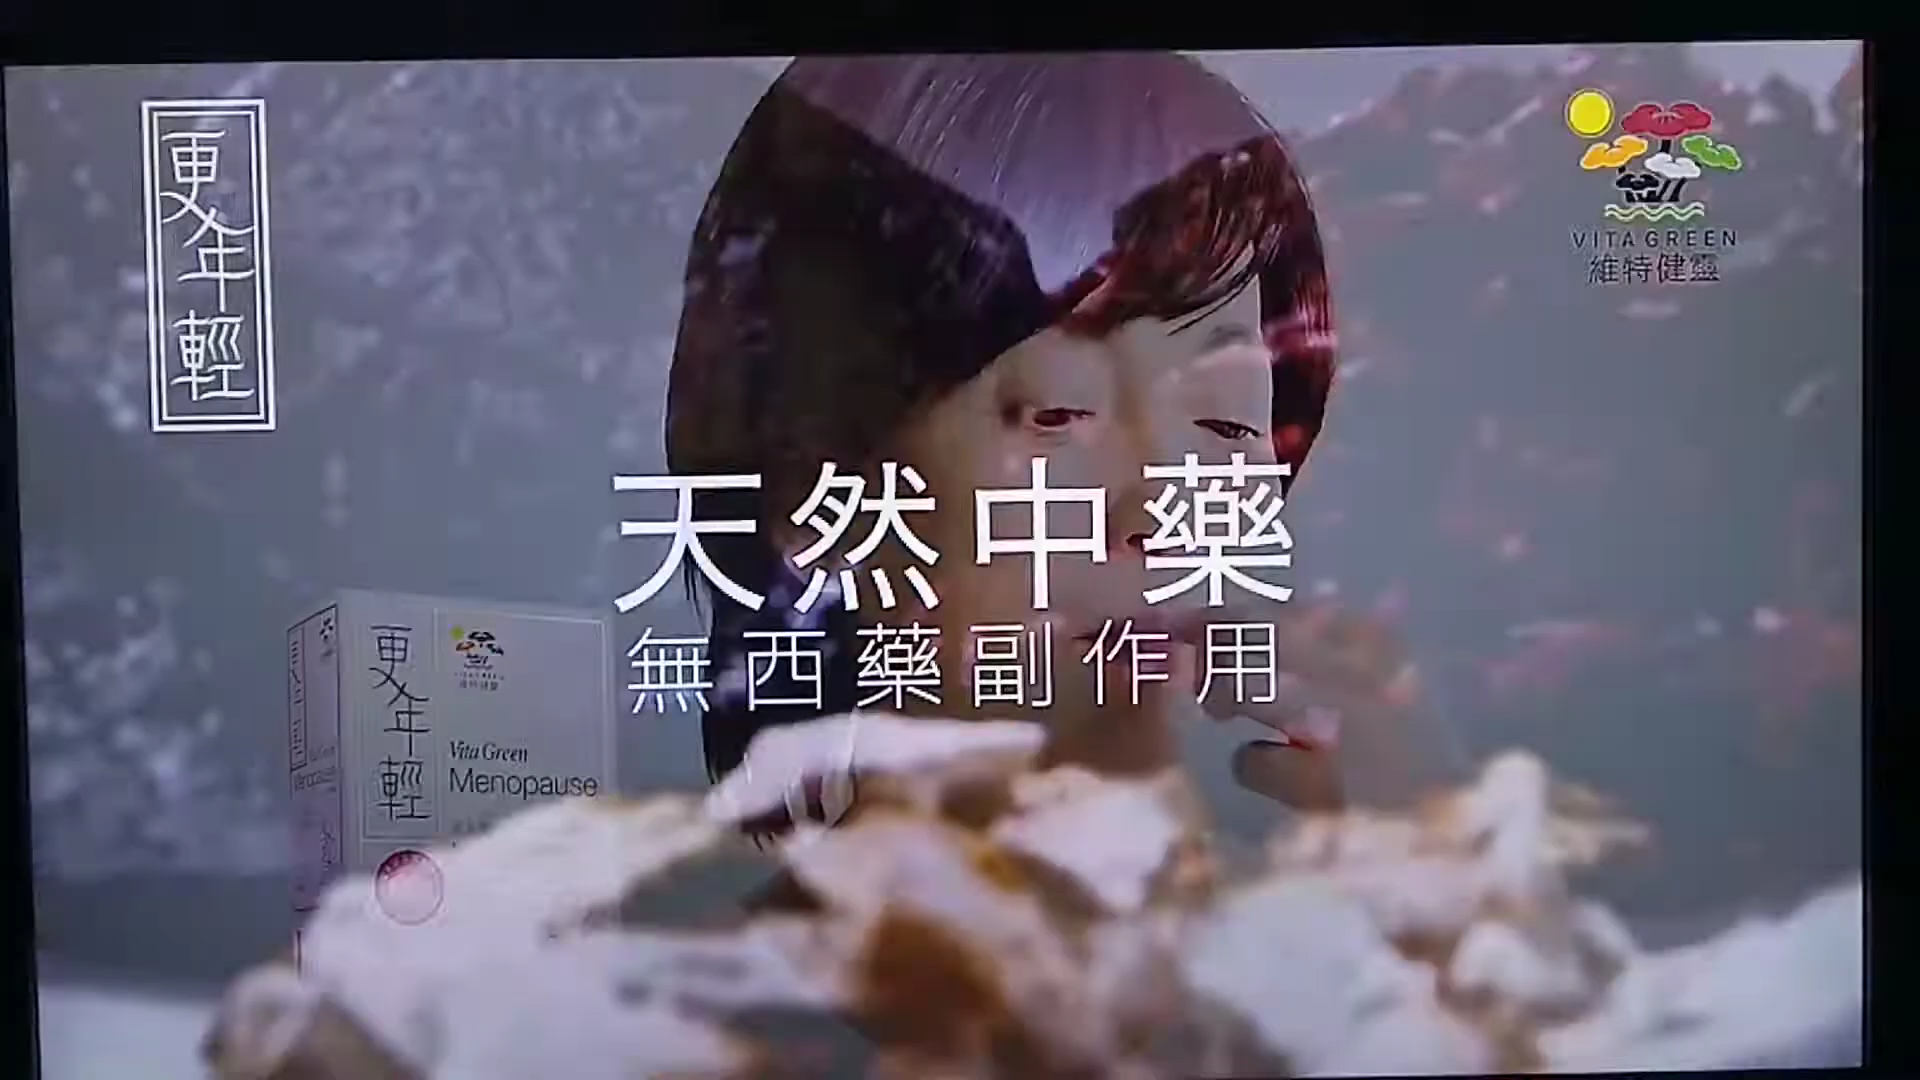 更年輕
VITA GREEN
維特健靈
天然中藥
無西藥副作用
更年輕
Vita Green
Menopause